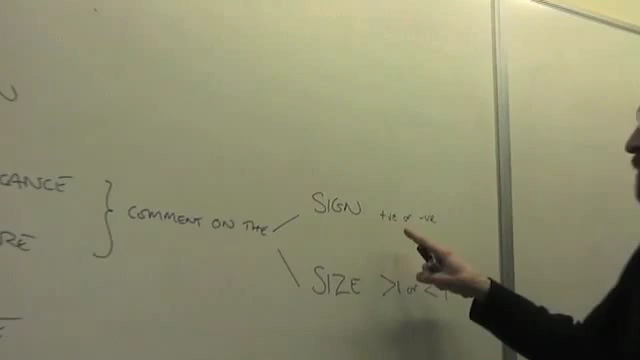 SIGN +ve or -ve
CANCE } COMMENT ON THE
RE
SIZE >1 or <1